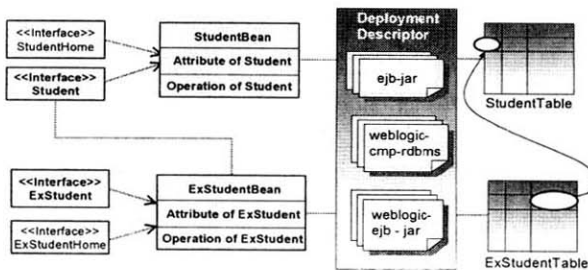 <<Interface>>
StudentHome
<<Interface>>
Student
StudentBean
Attribute of Student
Operation of Student
Deployment
Descriptor
ejb-jar
weblogic-
cmp-rdbms
weblogic-
ejb - jar
StudentTable
<<Interface>>
ExStudent
<<Interface>>
ExStudentHome
ExStudentBean
Attribute of ExStudent
Operation of ExStudent
ExStudentTable